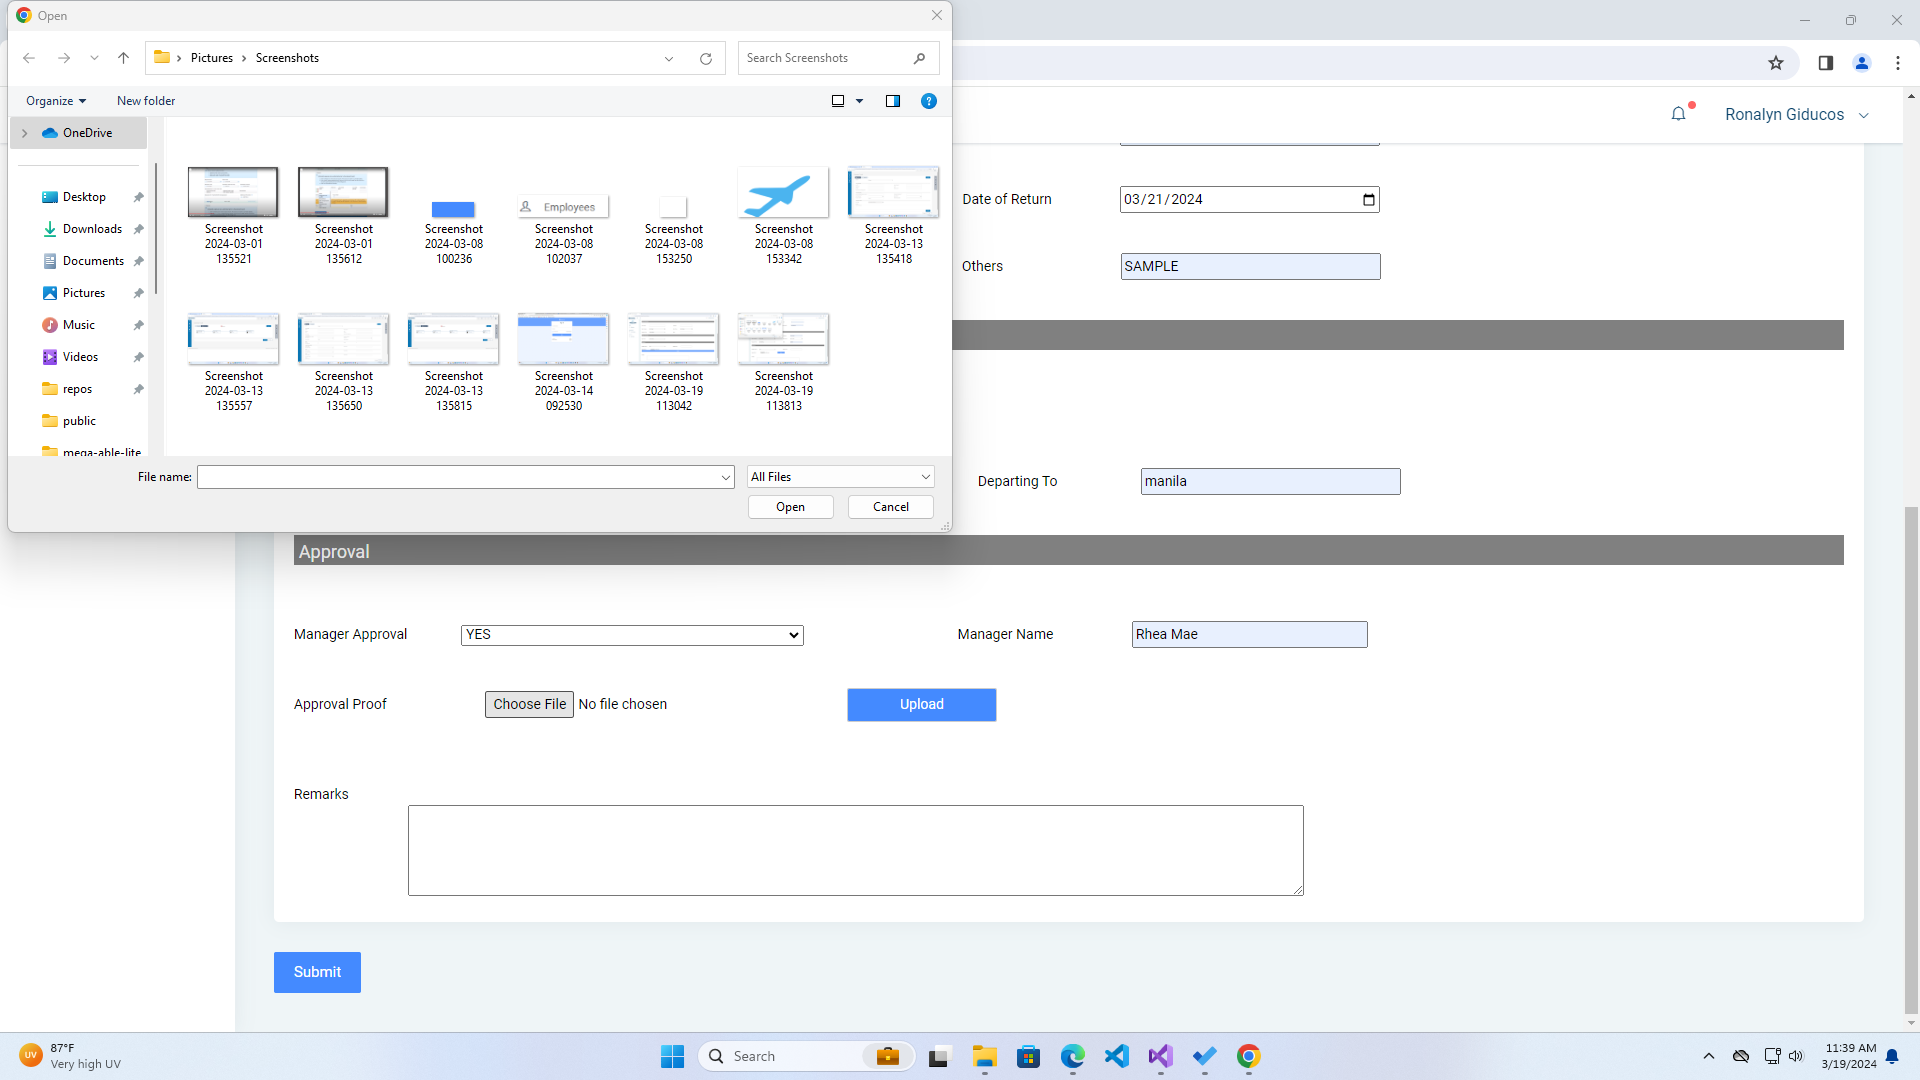 Open
Pictures
Screenshots
Search Screenshots
Organize
New folder
OneDrive
Desktop
Downloads
Documents
Pictures
Music
Videos
repos
public
mega-able-lite
Employees
Screenshot
2024-03-01
135521
Screenshot
2024-03-01
135612
Screenshot
2024-03-08
100236
Screenshot
2024-03-08
102037
Screenshot
2024-03-08
153250
Screenshot
2024-03-08
153342
Screenshot
2024-03-13
135418
Screenshot
2024-03-13
135557
Screenshot
2024-03-13
135650
Screenshot
2024-03-13
135815
Screenshot
2024-03-14
092530
Screenshot
2024-03-19
113042
Screenshot
2024-03-19
113813
File name:
All Files
Open
Cancel
Ronalyn Giducos
Date of Return
03/21/2024
Others
SAMPLE
Departing To
manila
Approval
Manager Approval
YES
Manager Name
Rhea Mae
Approval Proof
Choose File
No file chosen
Upload
Remarks
Submit
UV
87°F
Very high UV
Search
11:39 AM
3/19/2024